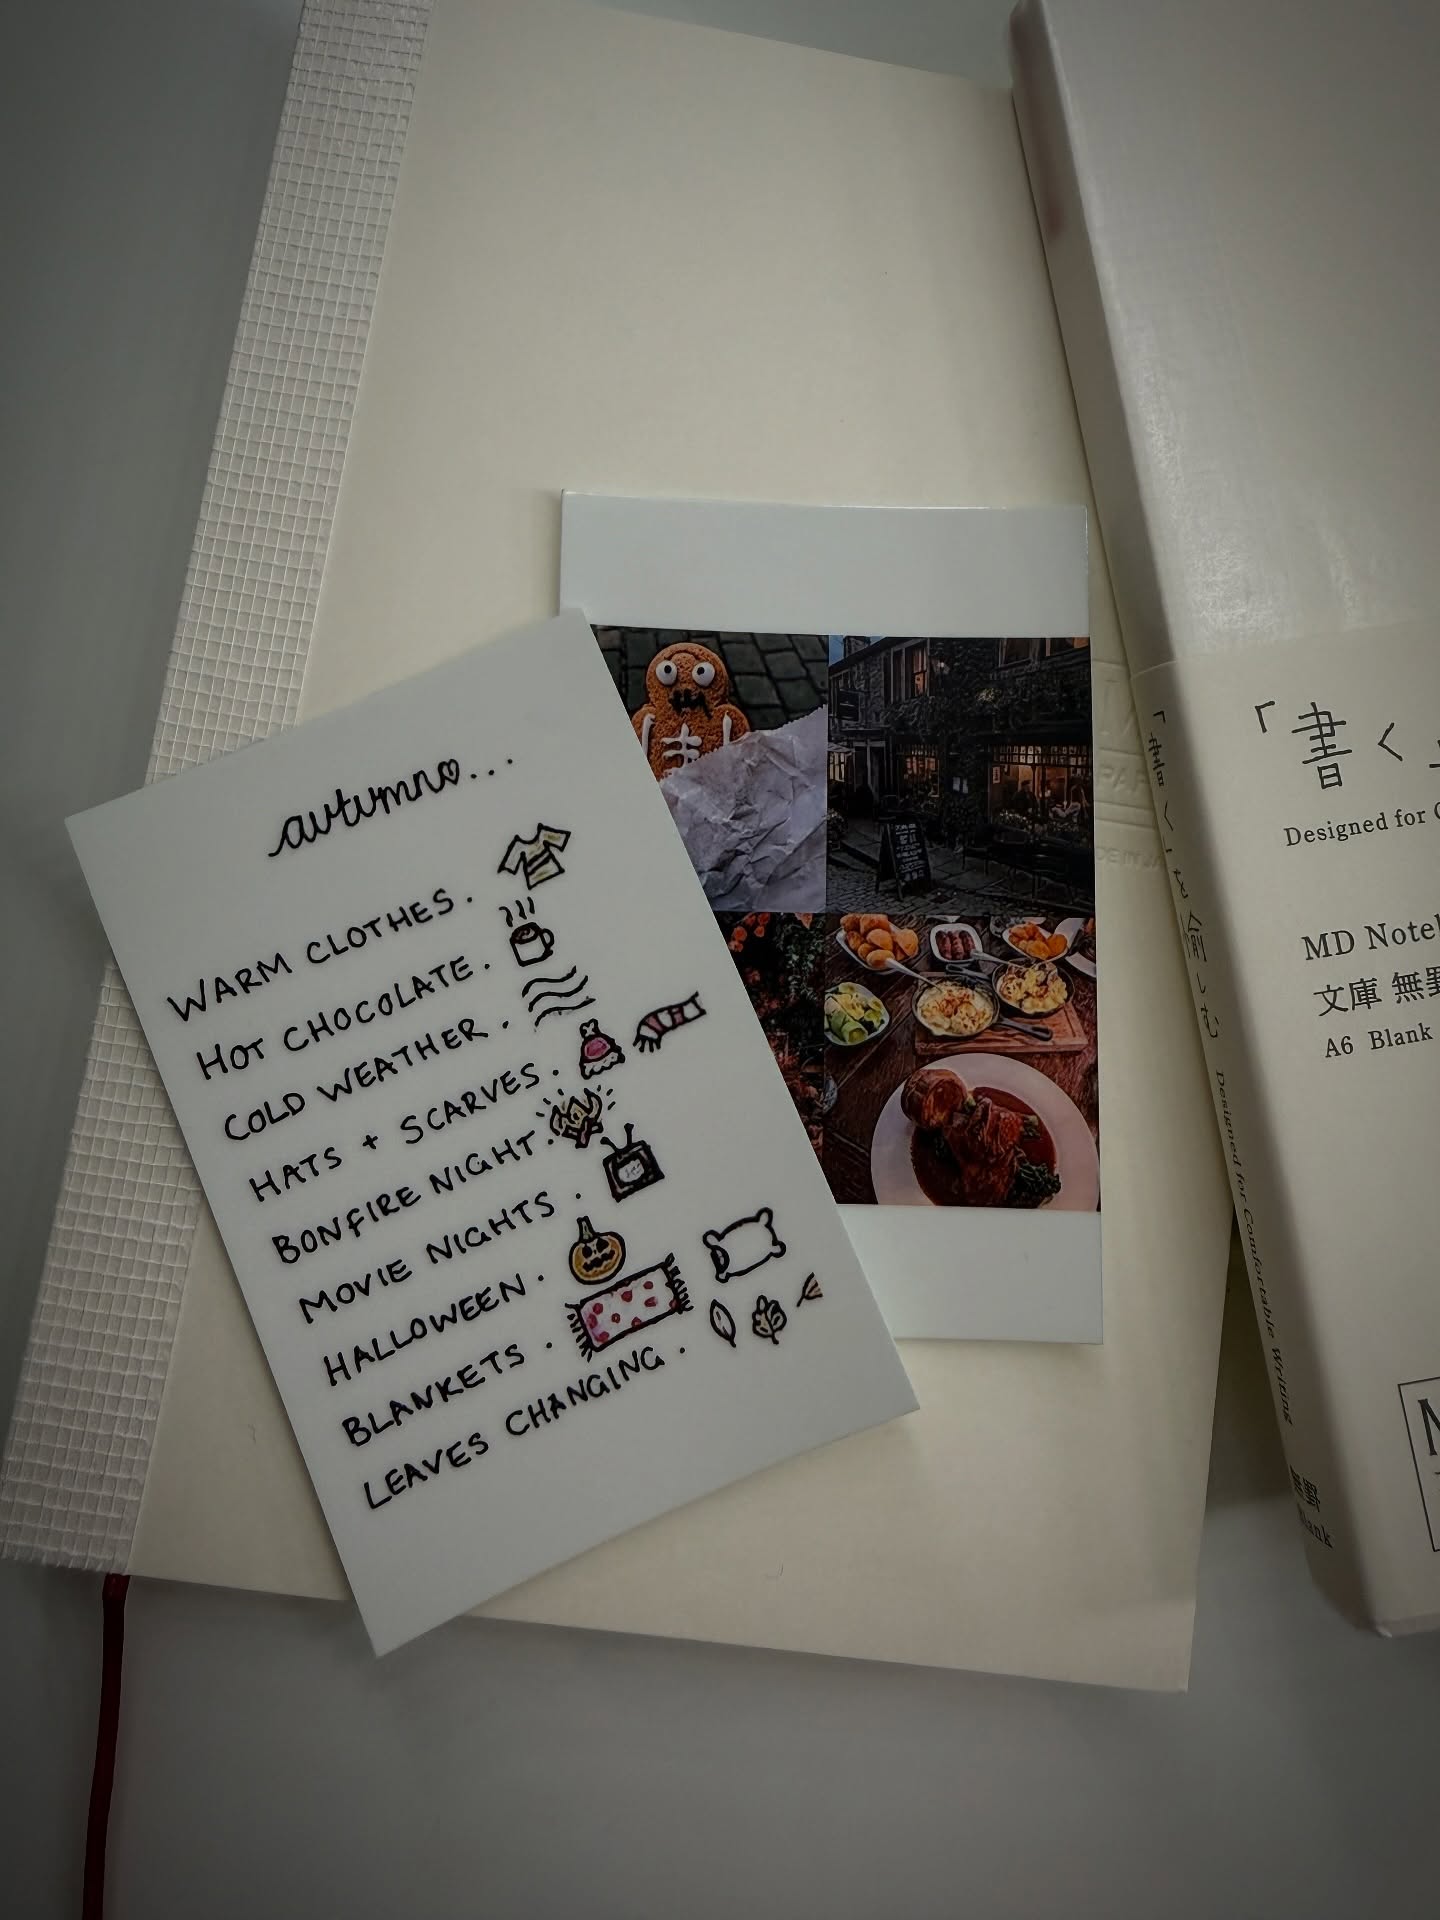 autumn...
WARM CLOTHES.
HOT CHOCOLATE.
COLD WEATHER.
HATS + SCARVES.
BONFIRE NIGHT.
MOVIE NIGHTS.
HALLOWEEN.
BLANKETS.
LEAVES CHANGING.
「書く」
Designed for
MD
文庫 無
A6 Blank
Designed for Comfortable Writing